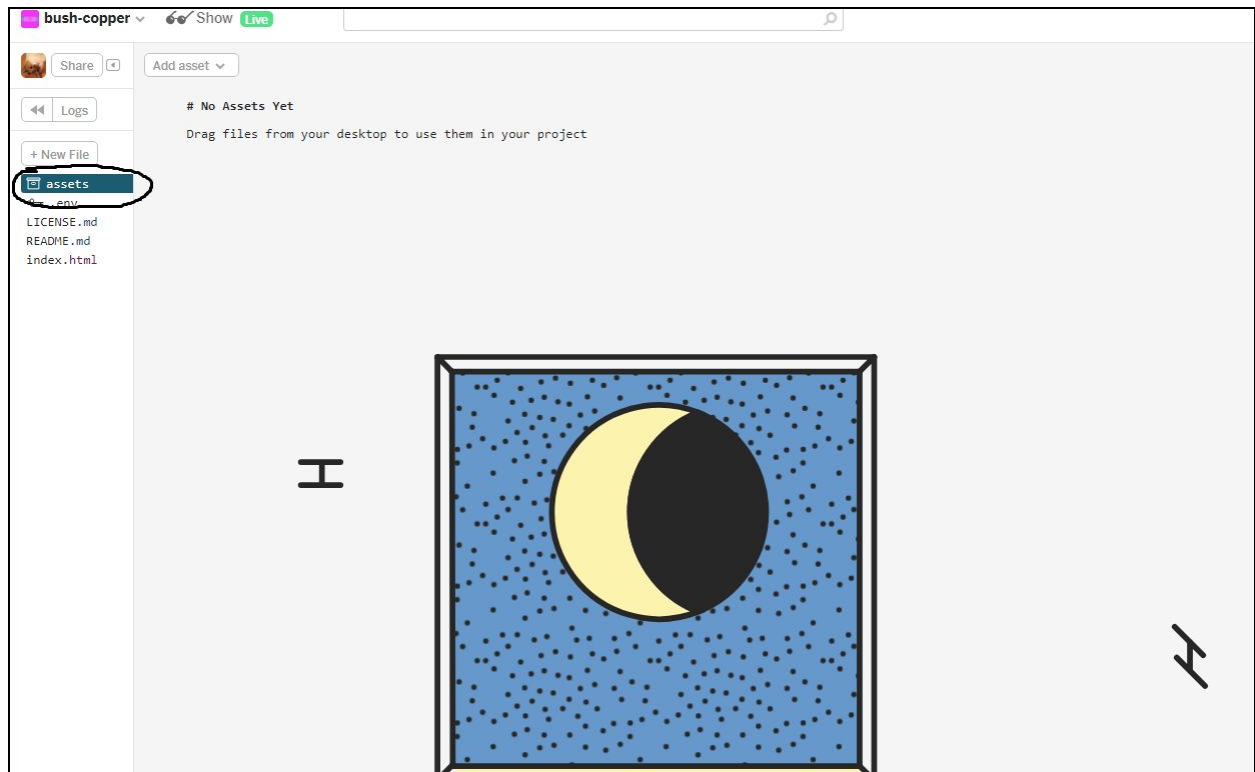 bush-copper Show Live
Share Add asset
Logs
# No Assets Yet
Drag files from your desktop to use them in your project
+ New File
assets
.env
LICENSE.md
README.md
index.html